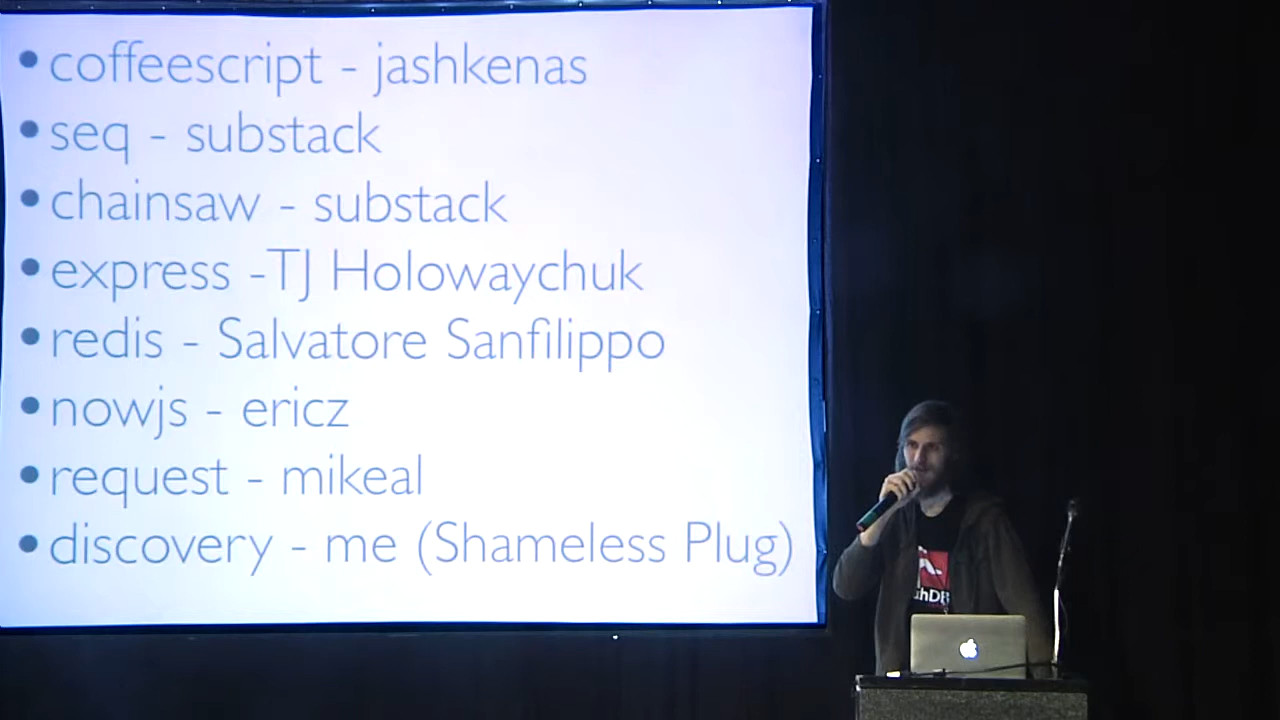 • coffeescript - jashkenas
• seq - substack
• chainsaw - substack
• express -TJ Holowaychuk
• redis - Salvatore Sanfilippo
• nowjs - ericz
• request - mikeal
• discovery - me (Shameless Plug)